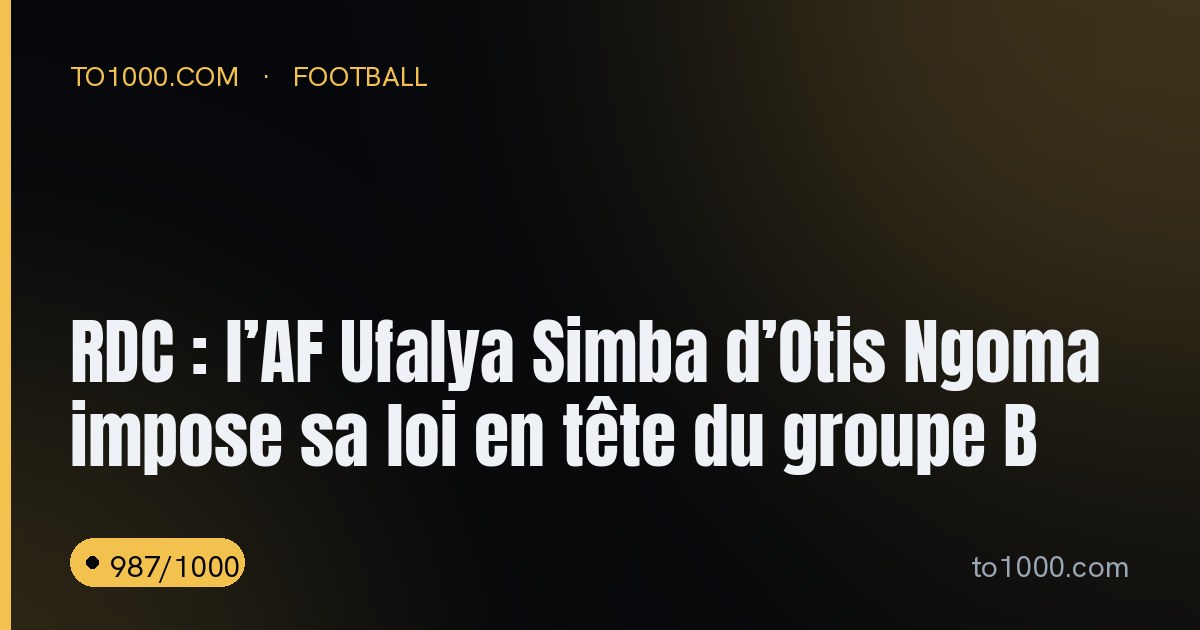 TO1000.COM · FOOTBALL
RDC : l’AF Ufalya Simba d’Otis Ngoma
impose sa loi en tête du groupe B
987/1000
to1000.com